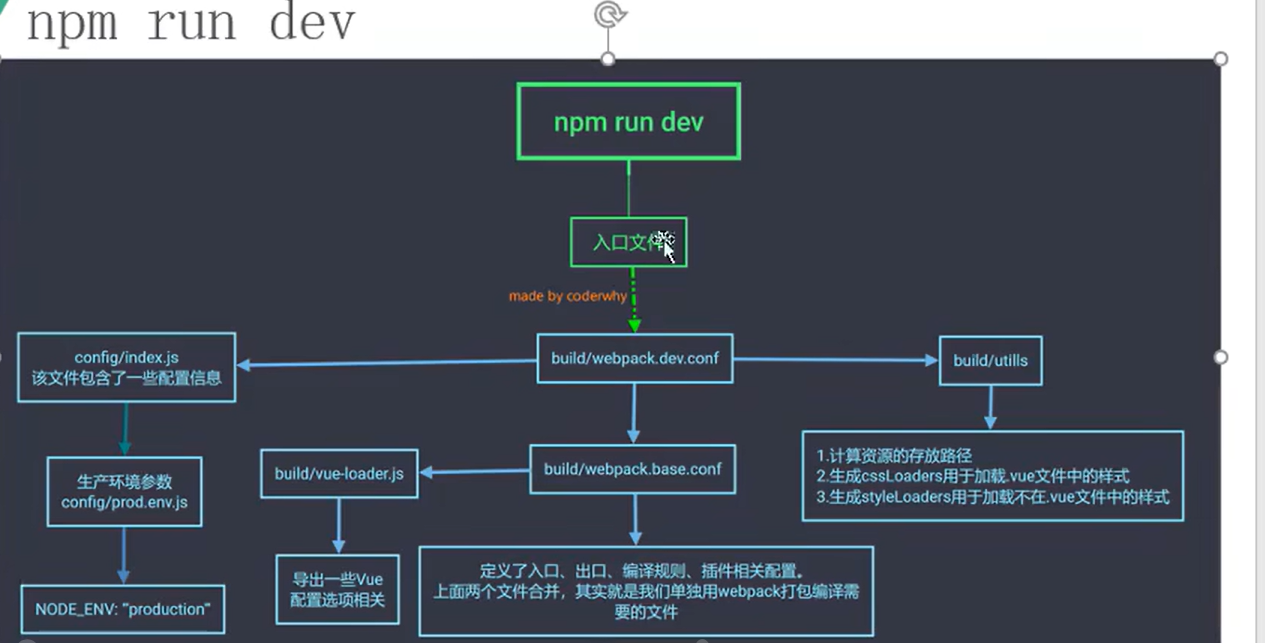 npm run dev
npm run dev
入口文件
made by coderwhy
config/index.js
该文件包含了一些配置信息
build/webpack.dev.conf
build/utills
生产环境参数
config/prod.env.js
build/vue-loader.js
build/webpack.base.conf
1.计算资源的存放路径
2.生成cssLoaders用于加载.vue文件中的样式
3.生成styleLoaders用于加载不在.vue文件中的样式
NODE_ENV: "production"
导出一些Vue
配置选项相关
定义了入口、出口、编译规则、插件相关配置。
上面两个文件合并，其实就是我们单独用webpack打包编译需
要的文件